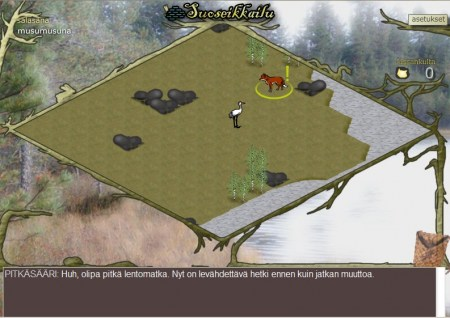 Suoseikkailu
salasana
musumusuna
asetukset
0
PITKÄSÄÄRI: Huh, olipa pitkä lentomatka. Nyt on levähdettävä hetki ennen kuin jatkan muuttoa.